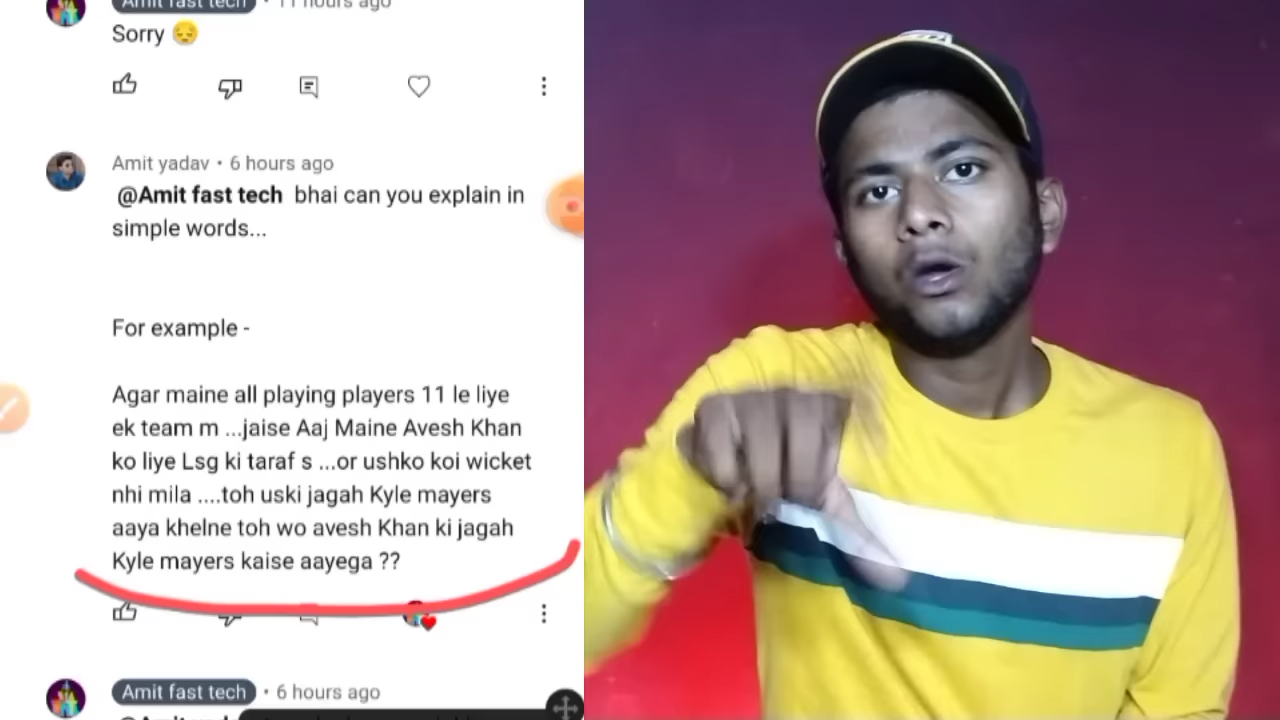 Amit fast tech • 11 hours ago
Sorry 😔
Amit yadav • 6 hours ago
@Amit fast tech bhai can you explain in
simple words...
For example -
Agar maine all playing players 11 le liye
ek team m ...jaise Aaj Maine Avesh Khan
ko liye Lsg ki taraf s ...or ushko koi wicket
nhi mila ....toh uski jagah Kyle mayers
aaya khelne toh wo avesh Khan ki jagah
Kyle mayers kaise aayega ??
Amit fast tech • 6 hours ago